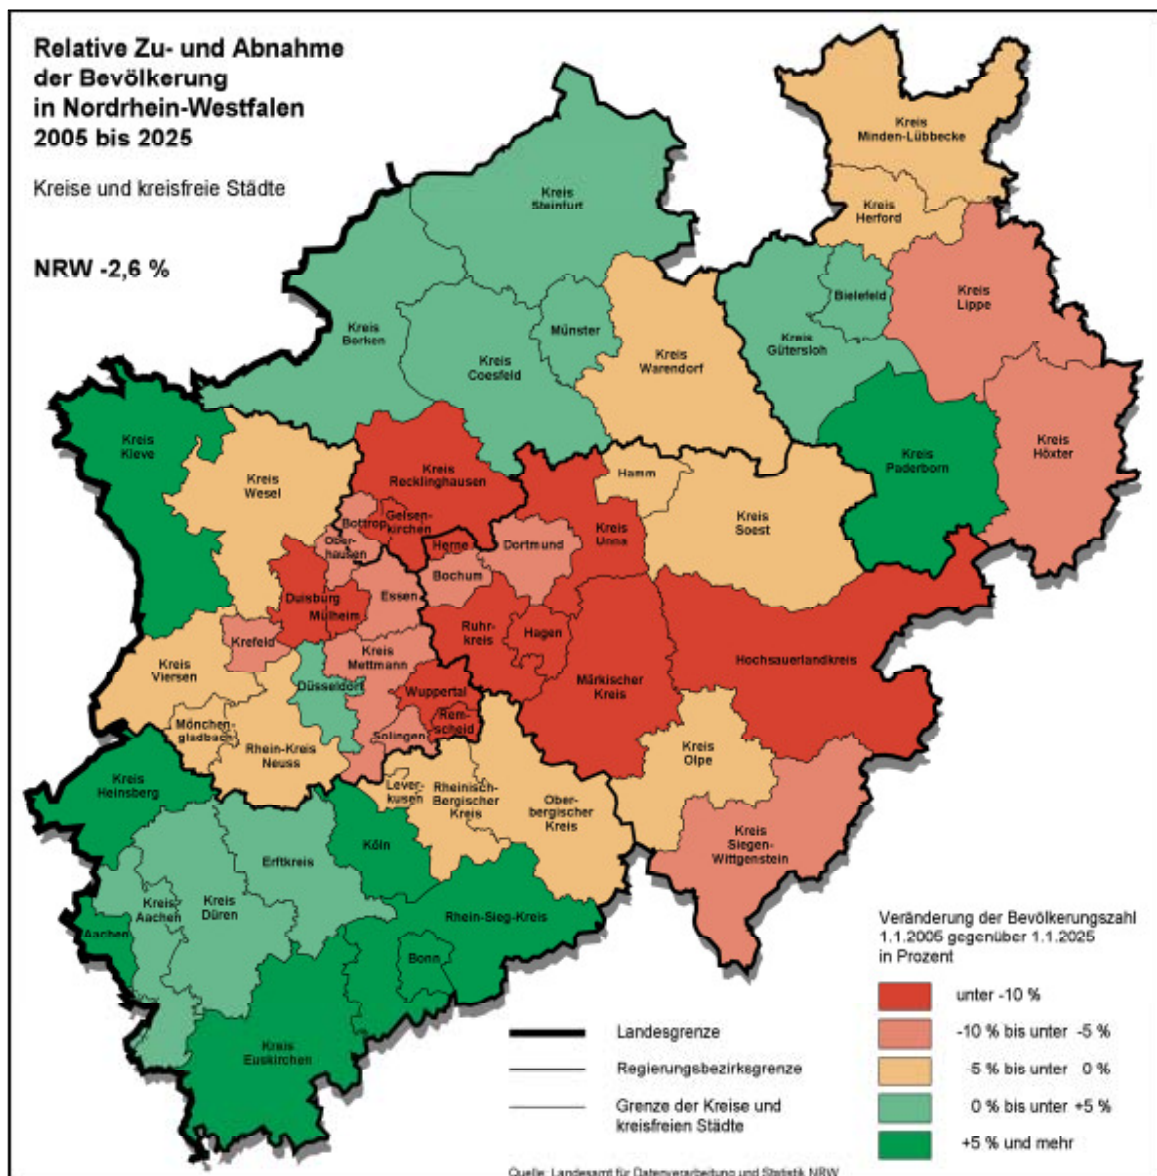 Relative Zu- und Abnahme
der Bevölkerung
in Nordrhein-Westfalen
2005 bis 2025
Kreise und kreisfreie Städte
NRW -2,6 %
Kreis
Minden-Lübbecke
Kreis
Herford
Kreis
Steinfurt
Kreis
Lippe
Bielefeld
Kreis
Gütersloh
Kreis
Borken
Münster
Kreis
Coesfeld
Kreis
Warendorf
Kreis
Höxter
Kreis
Kleve
Kreis
Paderborn
Kreis
Wesel
Kreis
Recklinghausen
Hamm
Kreis
Soest
Kreis
Unna
Bottrop
Gelsen-
kirchen
Ober-
hausen
Herne
Dortmund
Bochum
Duisburg
Mülheim
Essen
Krefeld
Ruhr-
kreis
Hagen
Kreis
Mettmann
Märkischer
Kreis
Hochsauerlandkreis
Kreis
Viersen
Düsseldorf
Wuppertal
Rem-
scheid
Solingen
Mönchen-
gladbach
Rhein-Kreis
Neuss
Kreis
Olpe
Kreis
Heinsberg
Lever-
kusen
Rheinisch-
Bergischer
Kreis
Ober-
bergischer
Kreis
Kreis
Siegen-
Wittgenstein
Köln
Erftkreis
Kreis
Aachen
Kreis
Düren
Aachen
Rhein-Sieg-Kreis
Bonn
Kreis
Euskirchen
Landesgrenze
Regierungsbezirksgrenze
Grenze der Kreise und
kreisfreien Städte
Veränderung der Bevölkerungszahl
1.1.2005 gegenüber 1.1.2025
in Prozent
unter -10 %
-10 % bis unter -5 %
-5 % bis unter 0 %
0 % bis unter +5 %
+5 % und mehr
Quelle: Landesamt für Datenverarbeitung und Statistik NRW